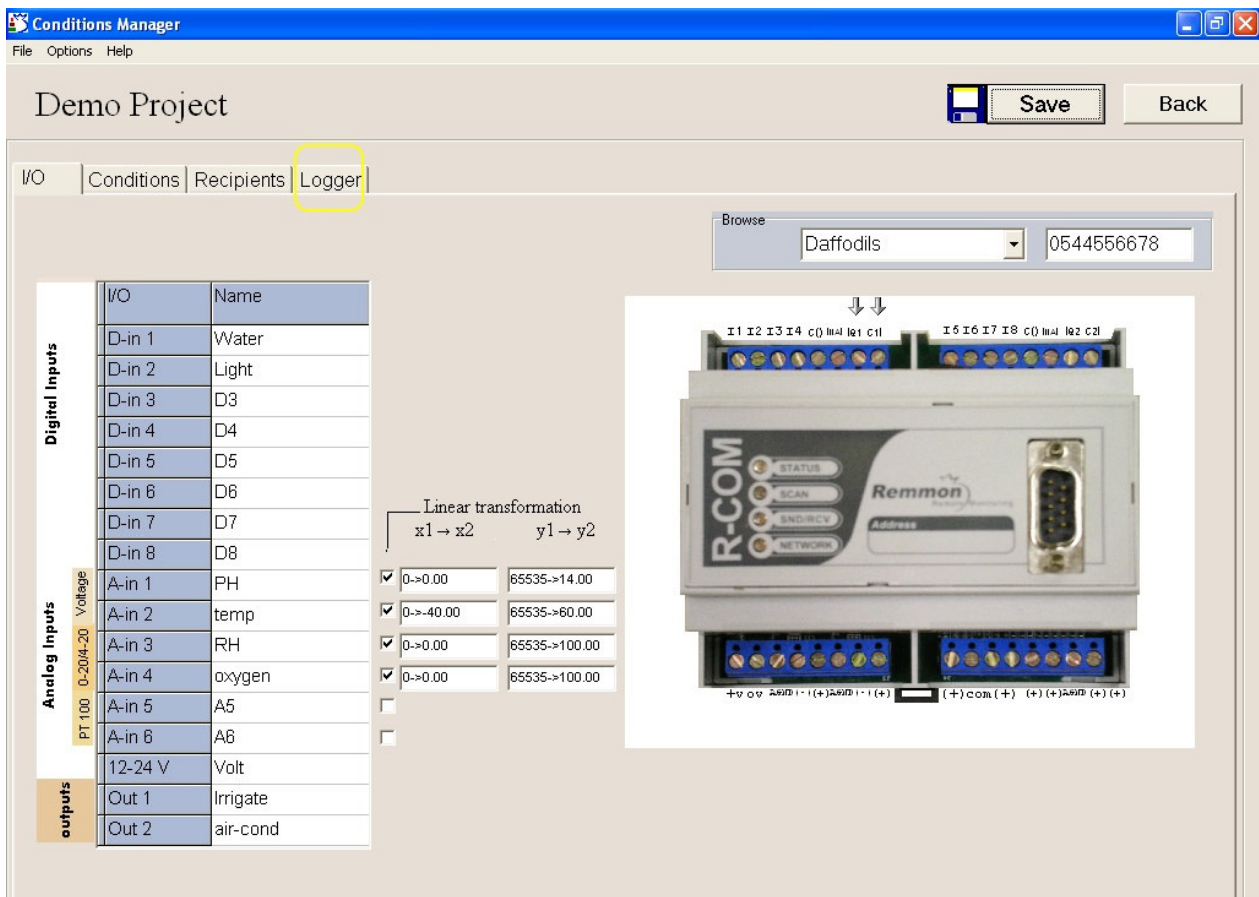 Conditions Manager
File Options Help
Demo Project
Save
Back
I/O Conditions Recipients Logger
Browse
Daffodils 0544556678
I/O Name
Digital Inputs
D-in 1 Water
D-in 2 Light
D-in 3 D3
D-in 4 D4
D-in 5 D5
D-in 6 D6
D-in 7 D7
D-in 8 D8
Linear transformation
x1 → x2 y1 → y2
Analog Inputs
Voltage
0-20/4-20
PT 100
A-in 1 PH 0->0.00 65535->14.00
A-in 2 temp 0->-40.00 65535->60.00
A-in 3 RH 0->0.00 65535->100.00
A-in 4 oxygen 0->0.00 65535->100.00
A-in 5 A5
A-in 6 A6
12-24 V Volt
outputs
Out 1 Irrigate
Out 2 air-cond
I1 I2 I3 I4
I5 I6 I7 I8
R-COM
STATUS
SCAN
SND/RCV
NETWORK
Remmon
Address
+v ov
(+) com (+) (+) (+) (+) (+)